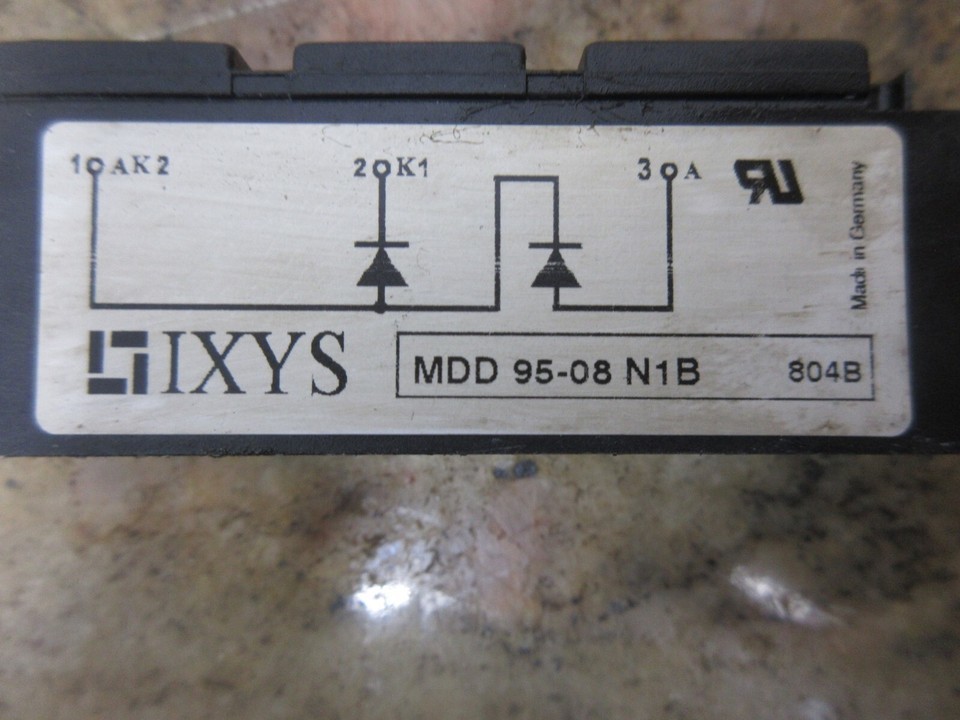 1 AK2 2 K1 3 A
Made in Germany
IXYS
MDD 95-08 N1B 804B